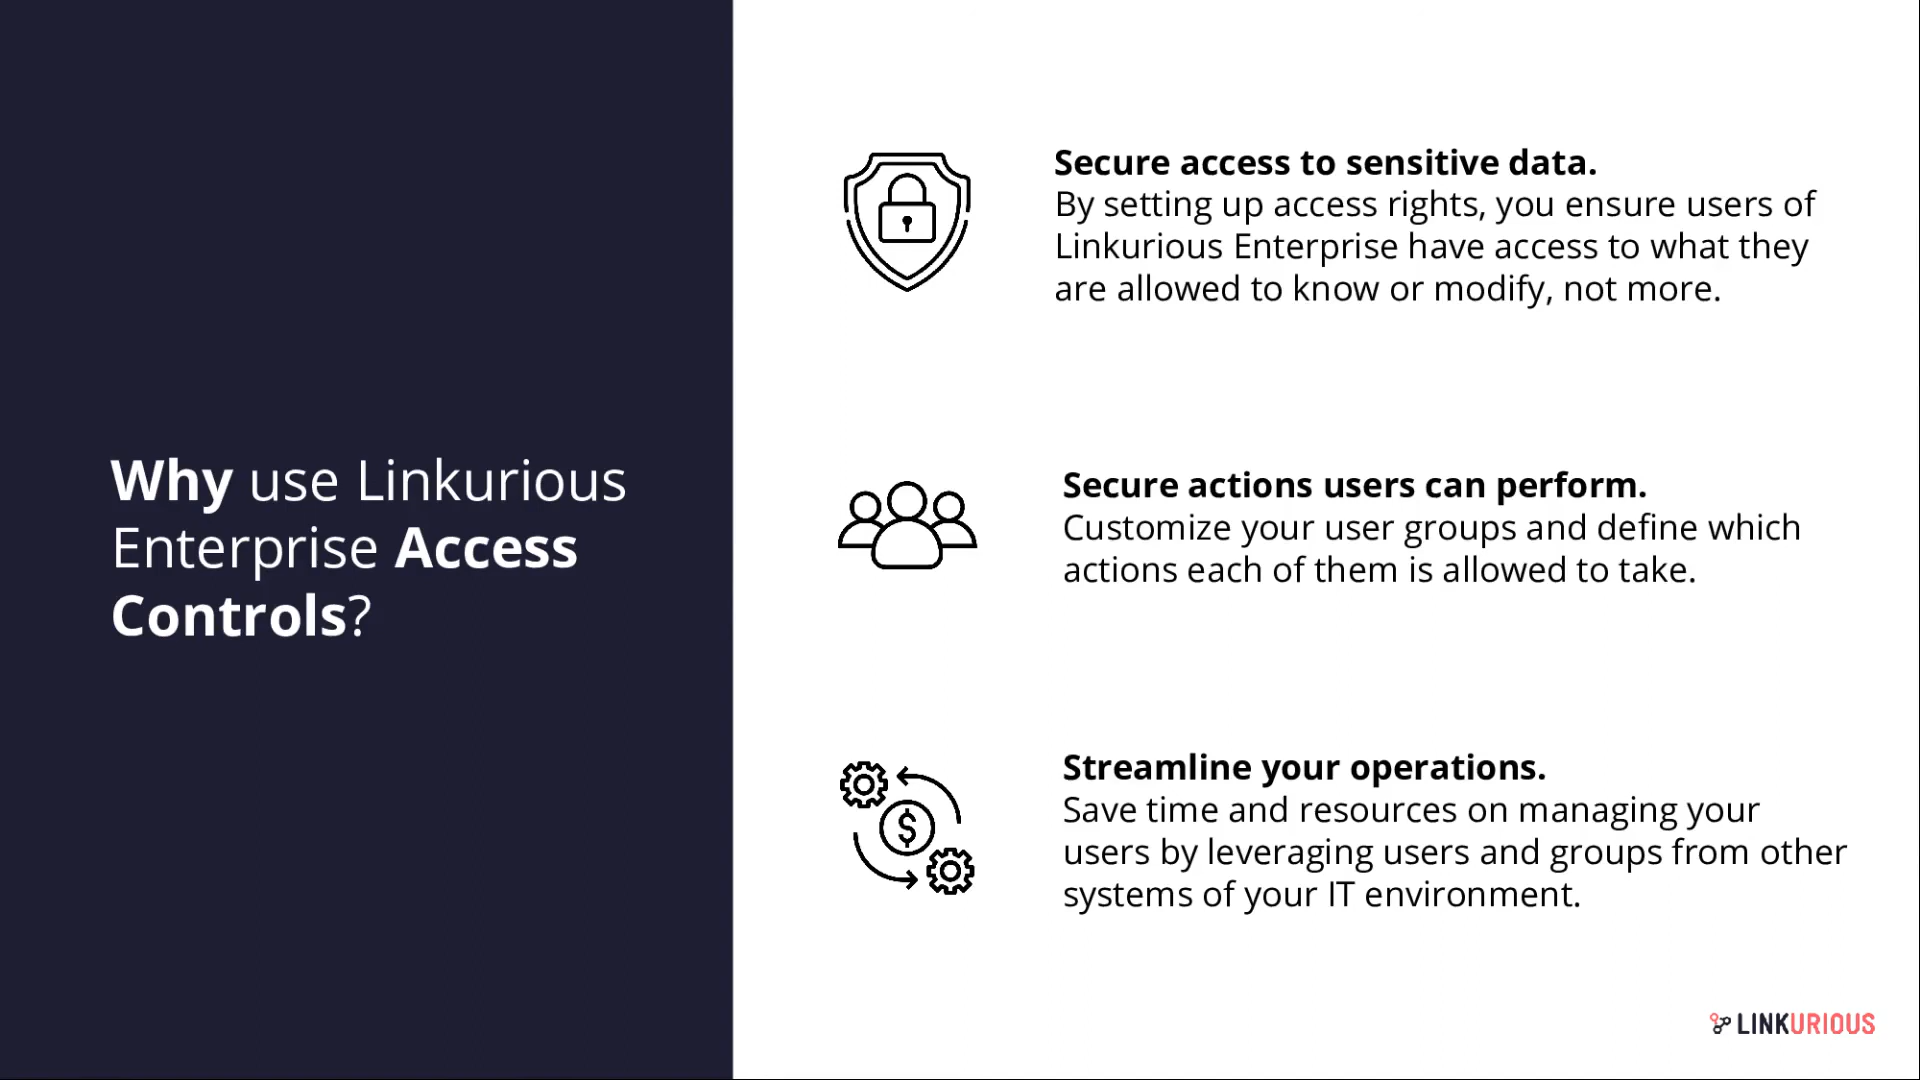 Why use Linkurious
Enterprise Access
Controls?
Secure access to sensitive data.
By setting up access rights, you ensure users of
Linkurious Enterprise have access to what they
are allowed to know or modify, not more.
Secure actions users can perform.
Customize your user groups and define which
actions each of them is allowed to take.
$
Streamline your operations.
Save time and resources on managing your
users by leveraging users and groups from other
systems of your IT environment.
LINKURIOUS